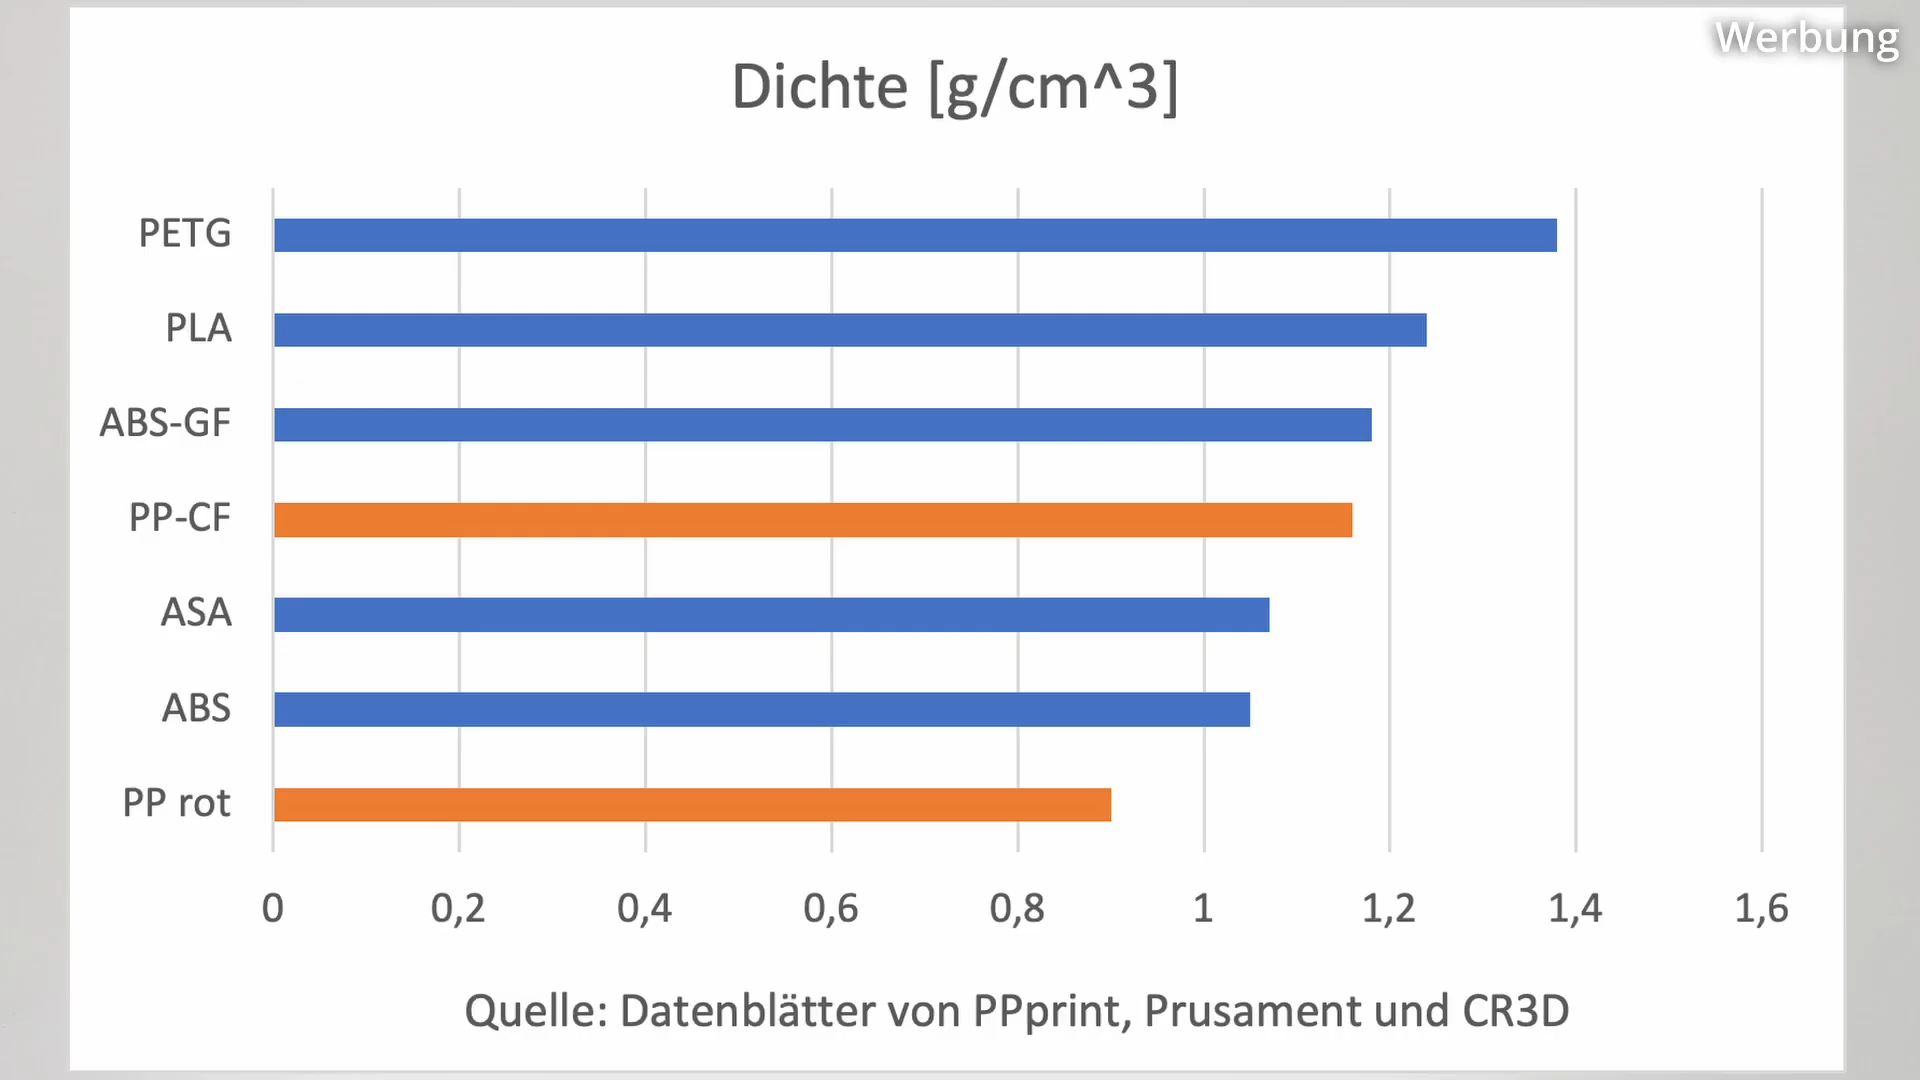 Werbung
Dichte [g/cm^3]
PETG
PLA
ABS-GF
PP-CF
ASA
ABS
PP rot
0 0,2 0,4 0,6 0,8 1 1,2 1,4 1,6
Quelle: Datenblätter von PPprint, Prusament und CR3D